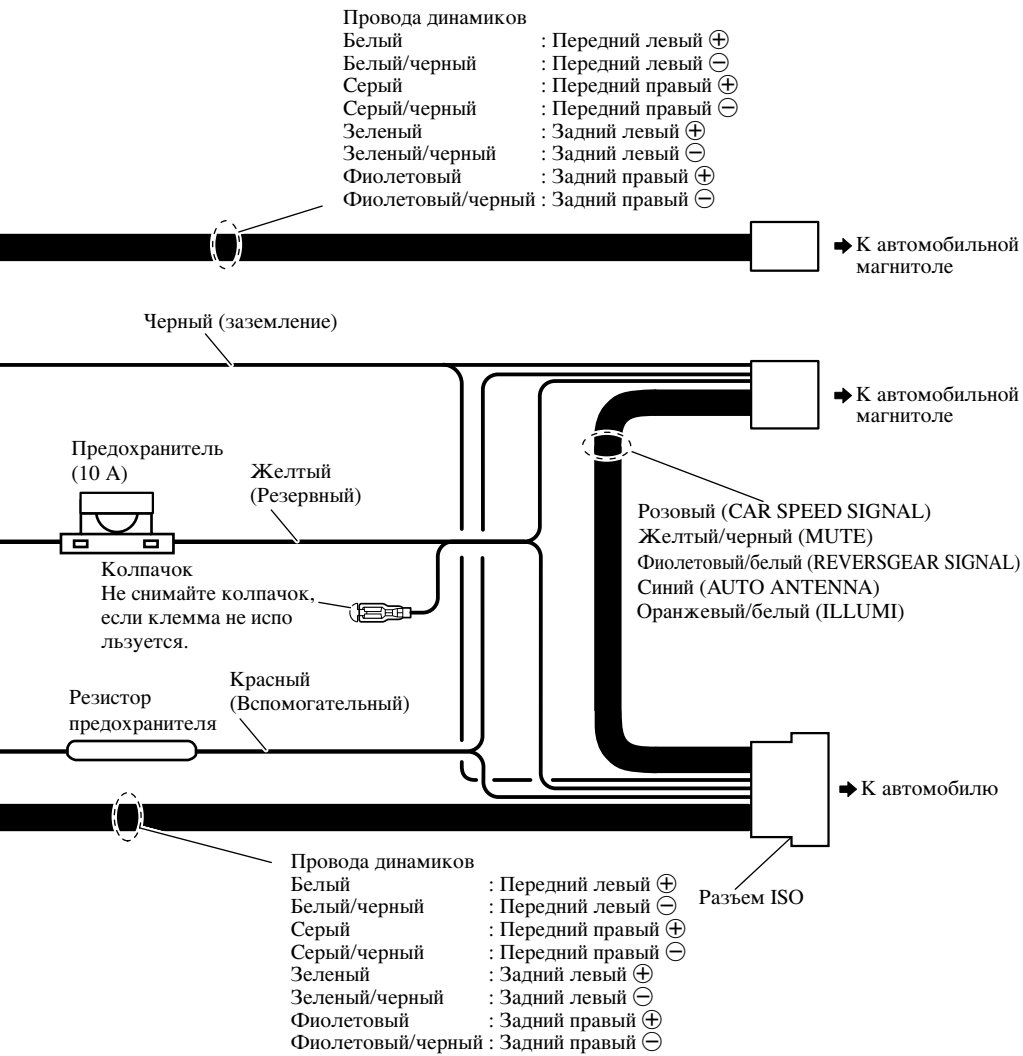 Провода динамиков
Белый : Передний левый ⊕
Белый/черный : Передний левый ⊖
Серый : Передний правый ⊕
Серый/черный : Передний правый ⊖
Зеленый : Задний левый ⊕
Зеленый/черный : Задний левый ⊖
Фиолетовый : Задний правый ⊕
Фиолетовый/черный : Задний правый ⊖
К автомобильной
магнитоле
Черный (заземление)
К автомобильной
магнитоле
Предохранитель
(10 А)
Желтый
(Резервный)
Розовый (CAR SPEED SIGNAL)
Желтый/черный (MUTE)
Фиолетовый/белый (REVERSGEAR SIGNAL)
Синий (AUTO ANTENNA)
Оранжевый/белый (ILLUMI)
Колпачок
Не снимайте колпачок,
если клемма не испо
льзуется.
Красный
(Вспомогательный)
Резистор
предохранителя
К автомобилю
Разъем ISO
Провода динамиков
Белый : Передний левый ⊕
Белый/черный : Передний левый ⊖
Серый : Передний правый ⊕
Серый/черный : Передний правый ⊖
Зеленый : Задний левый ⊕
Зеленый/черный : Задний левый ⊖
Фиолетовый : Задний правый ⊕
Фиолетовый/черный : Задний правый ⊖